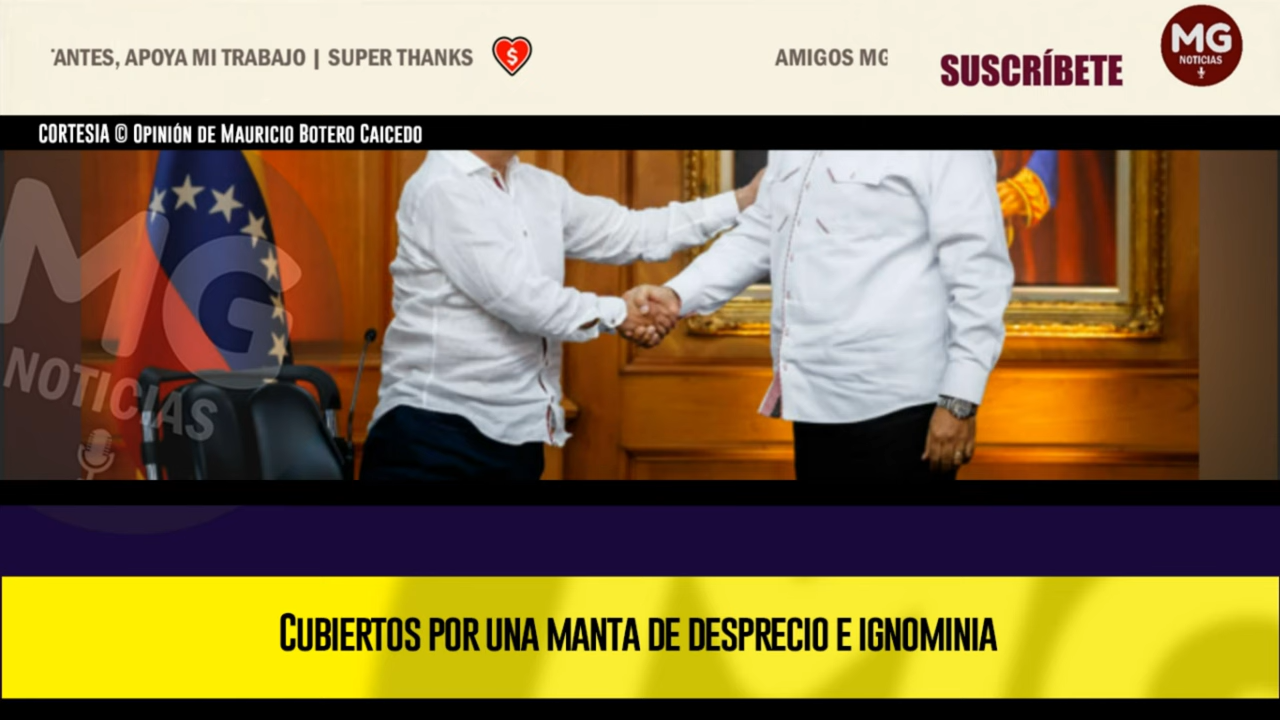 TANTES, APOYA MI TRABAJO | SUPER THANKS
AMIGOS MG
SUSCRÍBETE
MG
NOTICIAS
CORTESIA © OPINIÓN DE MAURICIO BOTERO CAICEDO
MG
NOTICIAS
CUBIERTOS POR UNA MANTA DE DESPRECIO E IGNOMINIA